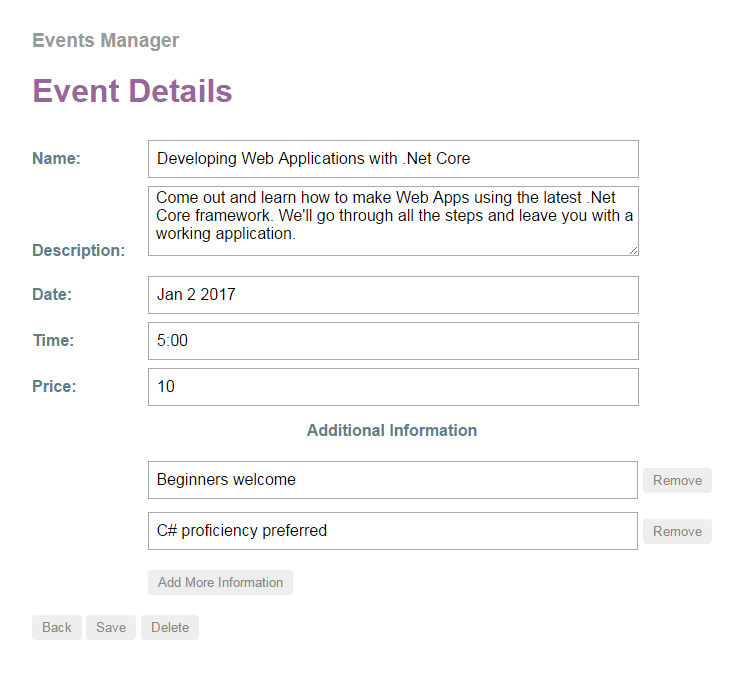 Events Manager
Event Details
Name: Developing Web Applications with .Net Core
Come out and learn how to make Web Apps using the latest .Net
Core framework. We'll go through all the steps and leave you with a
working application.
Description:
Date: Jan 2 2017
Time: 5:00
Price: 10
Additional Information
Beginners welcome Remove
C# proficiency preferred Remove
Add More Information
Back Save Delete